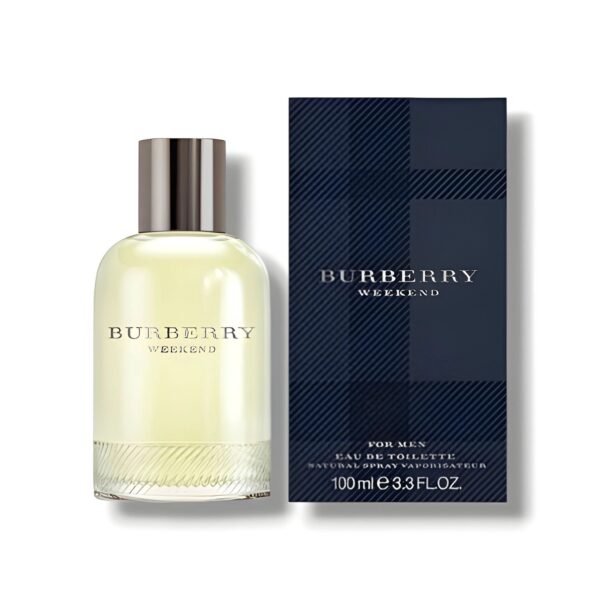 BURBERRY
WEEKEND
BURBERRY
WEEKEND
FOR MEN
EAU DE TOILETTE
NATURAL SPRAY VAPORISATEUR
100 ml e 3.3 FL.OZ.